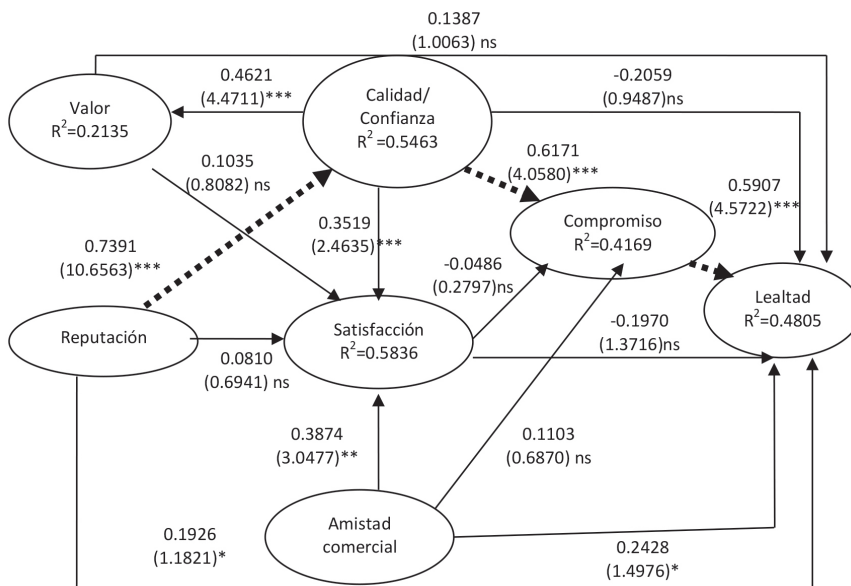 0.1387
(1.0063) ns
0.4621
(4.4711)***
-0.2059
(0.9487)ns
Valor
R²=0.2135
Calidad/
Confianza
R² =0.5463
0.6171
(4.0580)***
0.1035
(0.8082) ns
0.5907
(4.5722)***
0.3519
(2.4635)***
Compromiso
R²=0.4169
0.7391
(10.6563)***
-0.0486
(0.2797)ns
Lealtad
R²=0.4805
Reputación
Satisfacción
R²=0.5836
-0.1970
(1.3716)ns
0.0810
(0.6941) ns
0.3874
(3.0477)**
0.1103
(0.6870) ns
Amistad
comercial
0.1926
(1.1821)*
0.2428
(1.4976)*